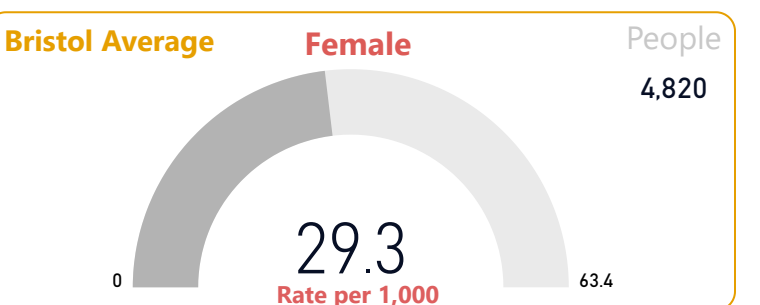 Bristol Average
Female
People
4,820
29.3
0
63.4
Rate per 1,000